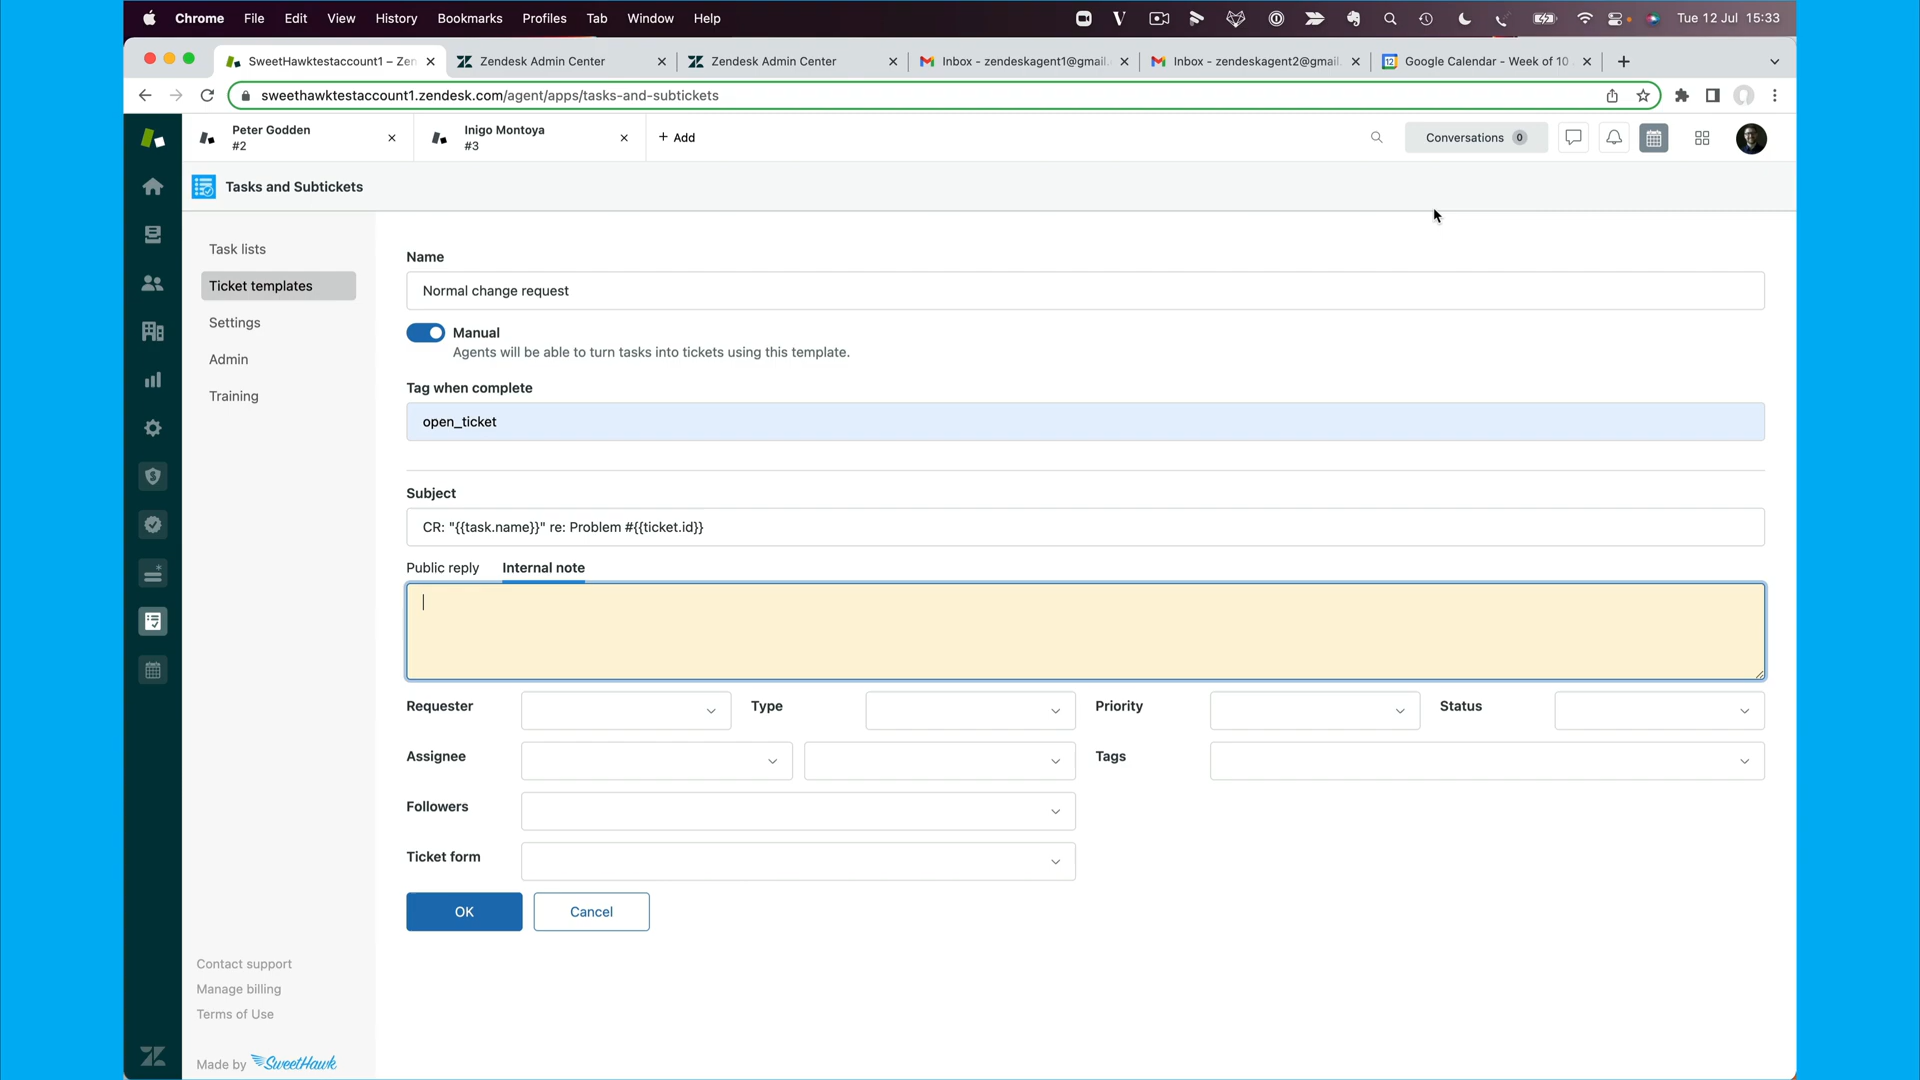 Chrome File Edit View History Bookmarks Profiles Tab Window Help
Tue 12 Jul 15:33
SweetHawktestaccount1 – Zen
Zendesk Admin Center
Zendesk Admin Center
Inbox - zendeskagent1@gmail.
Inbox - zendeskagent2@gmail.
12
Google Calendar - Week of 10
sweethawktestaccount1.zendesk.com/agent/apps/tasks-and-subtickets
Peter Godden
#2
Inigo Montoya
#3
+ Add
Conversations 0
Tasks and Subtickets
Task lists
Ticket templates
Settings
Admin
Training
Name
Normal change request
Manual
Agents will be able to turn tasks into tickets using this template.
Tag when complete
open_ticket
Subject
CR: "{{task.name}}" re: Problem #{{ticket.id}}
Public reply Internal note
Requester Type Priority Status
Assignee Tags
Followers
Ticket form
OK Cancel
Contact support
Manage billing
Terms of Use
Made by SweetHawk